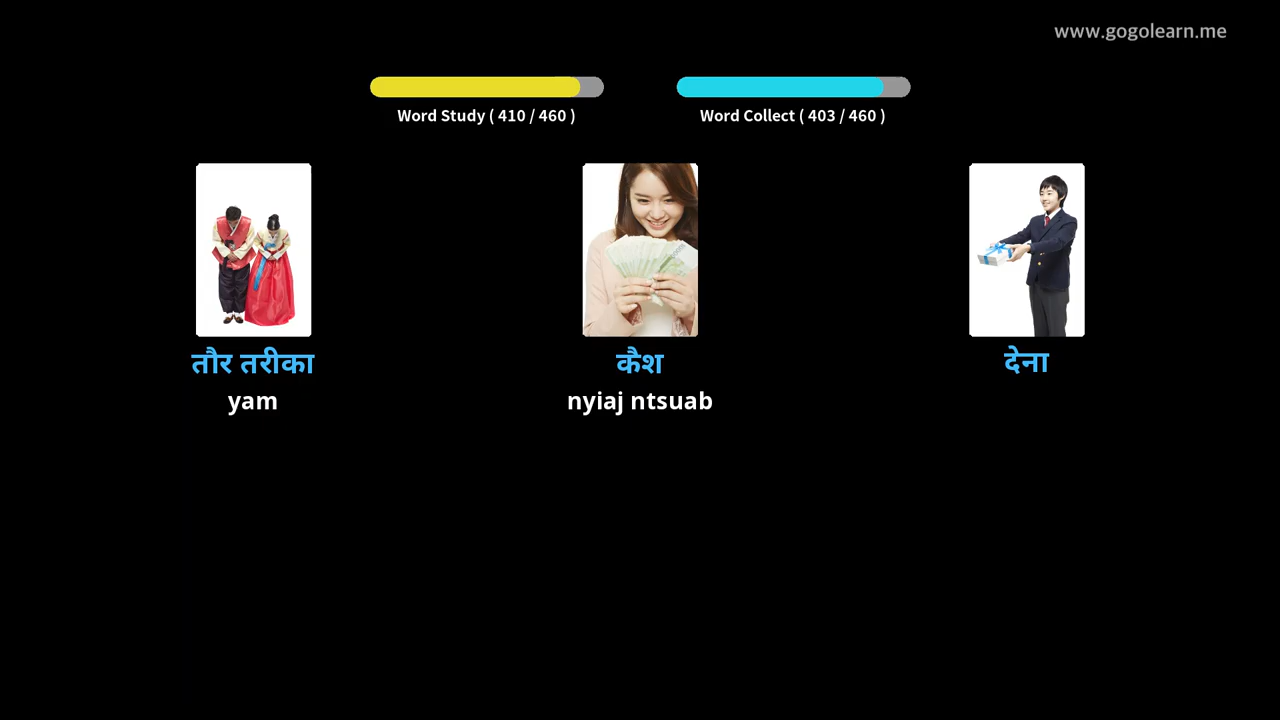 www.gogolearn.me
Word Study ( 410 / 460 )
Word Collect ( 403 / 460 )
तौर तरीका
कैश
देना
yam
nyiaj ntsuab